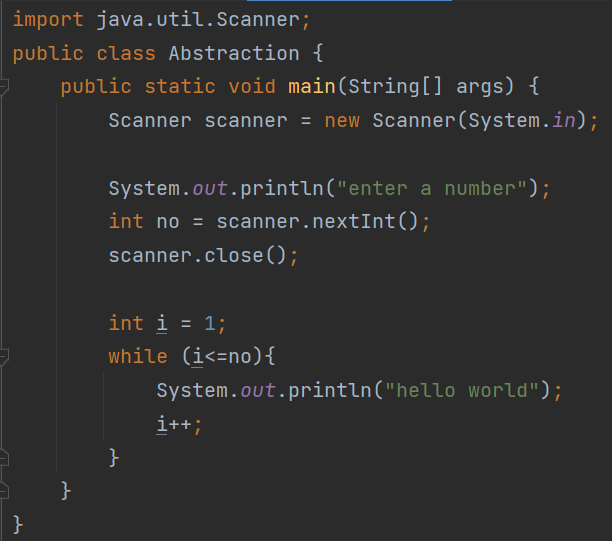 import java.util.Scanner;
public class Abstraction {
    public static void main(String[] args) {
        Scanner scanner = new Scanner(System.in);

        System.out.println("enter a number");
        int no = scanner.nextInt();
        scanner.close();

        int i = 1;
        while (i<=no){
            System.out.println("hello world");
            i++;
        }
    }
}